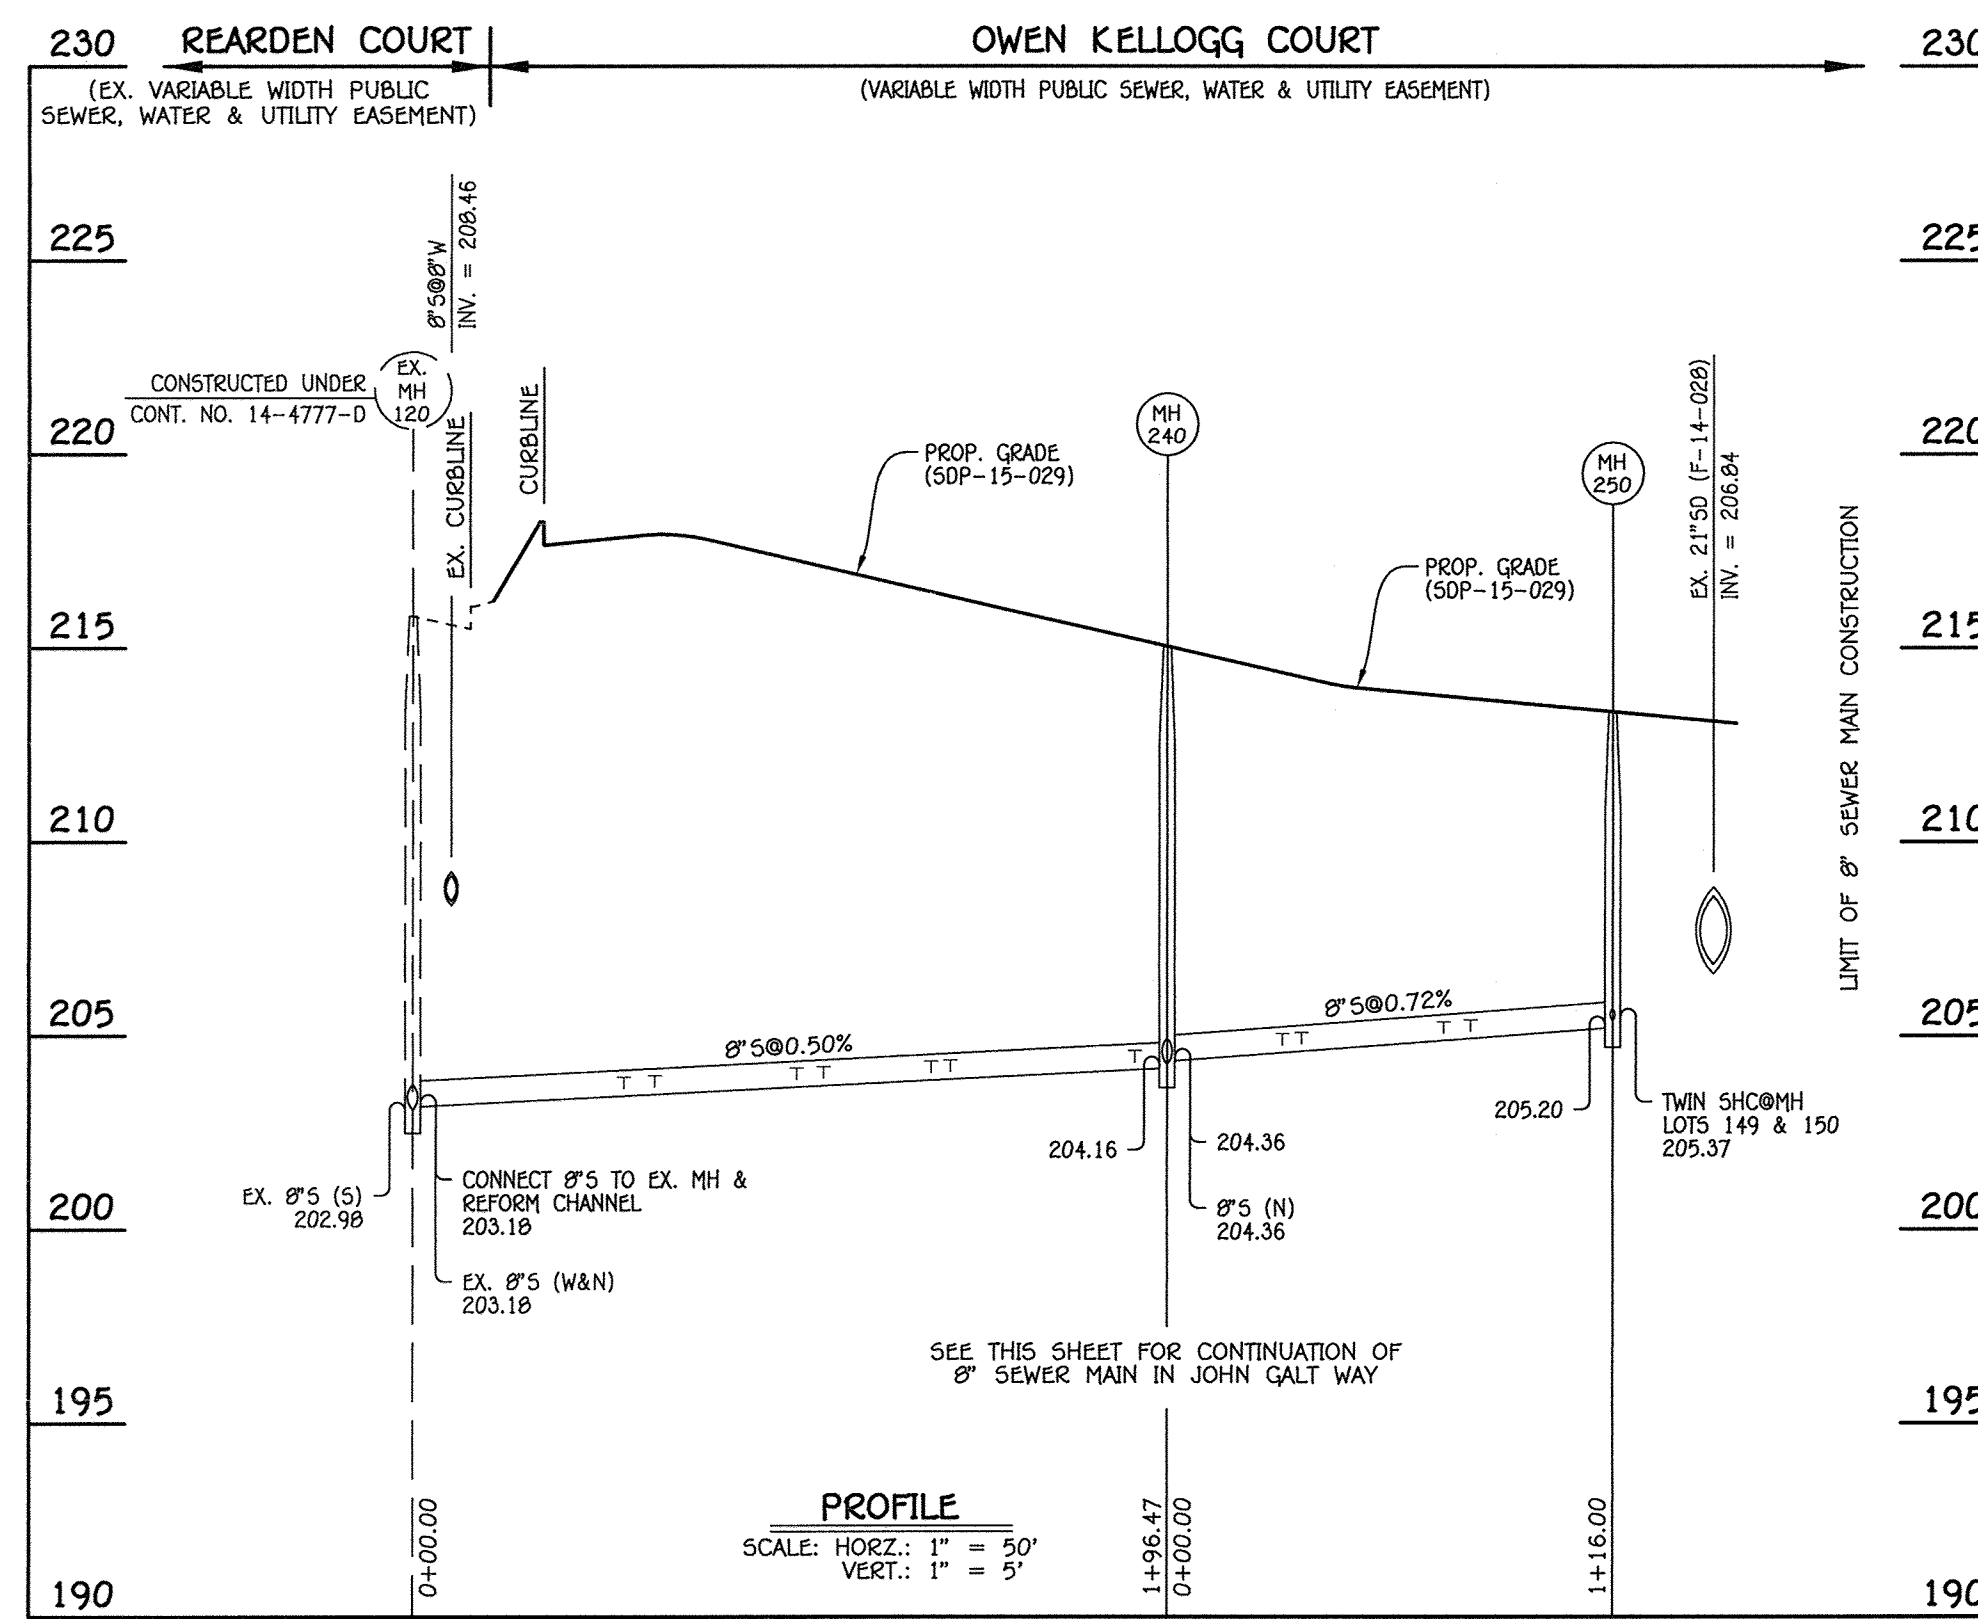 REARDEN COURT
OWEN KELLOGG COURT
(EX. VARIABLE WIDTH PUBLIC
SEWER, WATER & UTILITY EASEMENT)
(VARIABLE WIDTH PUBLIC SEWER, WATER & UTILITY EASEMENT)
230
225
220
215
210
205
200
195
190
230
225
220
215
210
205
200
195
190
8"S@8"W
INV. = 208.46
CONSTRUCTED UNDER
CONT. NO. 14-4777-D
EX.
MH
120
EX. CURBLINE
CURBLINE
PROP. GRADE
(SDP-15-029)
MH
240
PROP. GRADE
(SDP-15-029)
MH
250
EX. 21"SD (F-14-028)
INV. = 206.84
LIMIT OF 8" SEWER MAIN CONSTRUCTION
8"S@0.50%
T T T T T T T
8"S@0.72%
T T T T
EX. 8"S (S)
202.98
CONNECT 8"S TO EX. MH &
REFORM CHANNEL
203.18
EX. 8"S (W&N)
203.18
204.16
204.36
8"S (N)
204.36
205.20
TWIN SHC@MH
LOTS 149 & 150
205.37
SEE THIS SHEET FOR CONTINUATION OF
8" SEWER MAIN IN JOHN GALT WAY
0+00.00
1+96.47
0+00.00
1+16.00
PROFILE
SCALE: HORZ.: 1" = 50'
VERT.: 1" = 5'